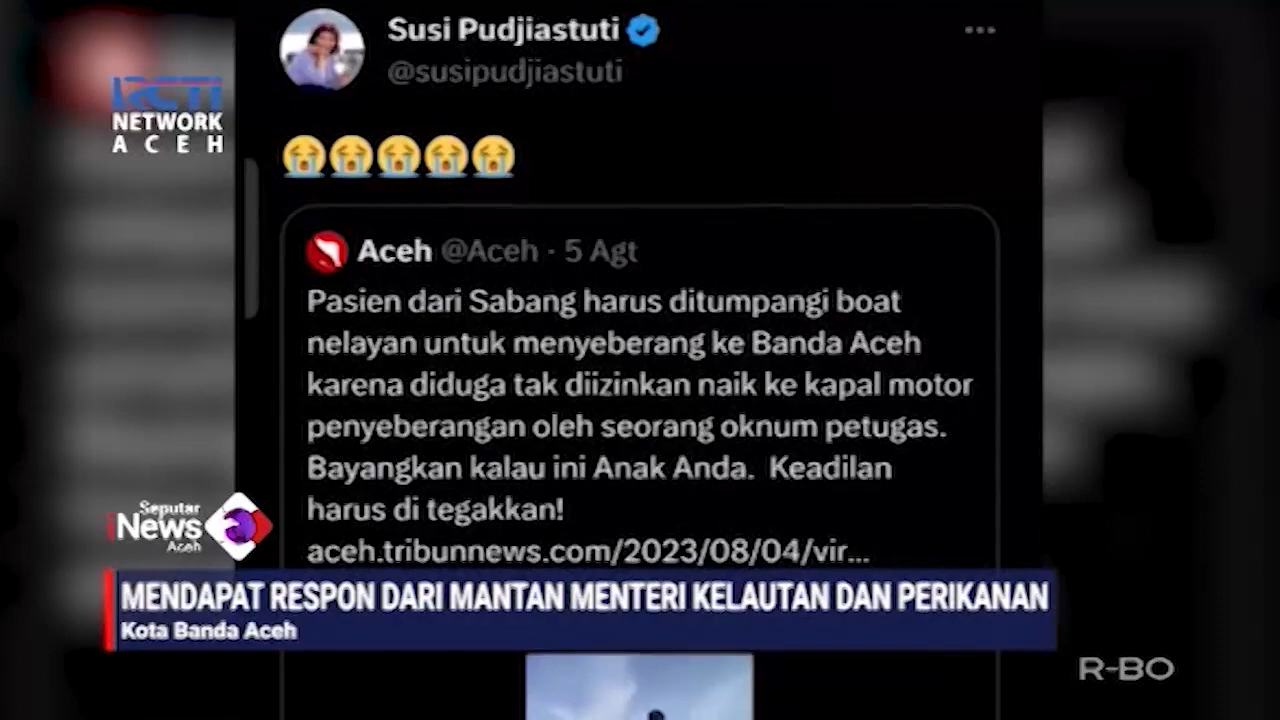 Susi Pudjiastuti
@susipudjiastuti
RCTI
NETWORK
ACEH
😭😭😭😭😭
Aceh @Aceh · 5 Agt
Pasien dari Sabang harus ditumpangi boat
nelayan untuk menyeberang ke Banda Aceh
karena diduga tak diizinkan naik ke kapal motor
penyeberangan oleh seorang oknum petugas.
Bayangkan kalau ini Anak Anda. Keadilan
harus di tegakkan!
aceh.tribunnews.com/2023/08/04/vir...
Seputar
iNews
Aceh
MENDAPAT RESPON DARI MANTAN MENTERI KELAUTAN DAN PERIKANAN
Kota Banda Aceh
R-BO